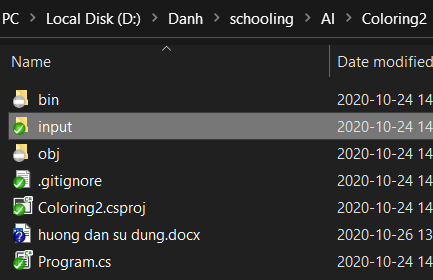 PC > Local Disk (D:) > Danh > schooling > AI > Coloring2
Name Date modified
bin 2020-10-24 14
input 2020-10-24 14
obj 2020-10-24 14
.gitignore 2020-10-24 14
Coloring2.csproj 2020-10-24 14
huong dan su dung.docx 2020-10-26 13
Program.cs 2020-10-24 14